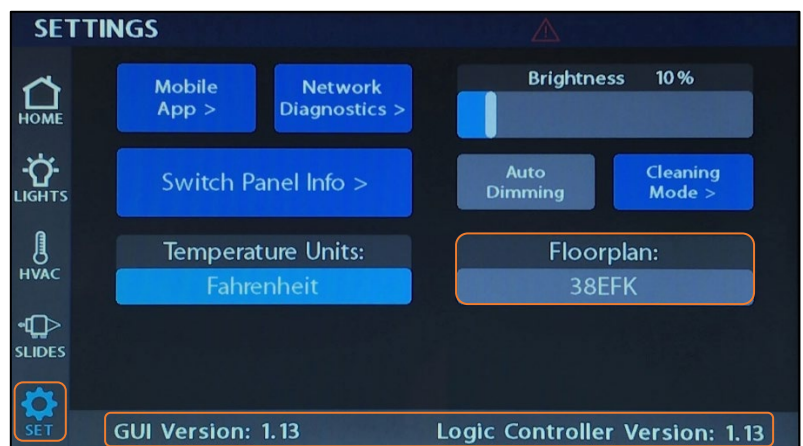 SETTINGS
HOME
LIGHTS
HVAC
SLIDES
SET
Mobile
App >
Network
Diagnostics >
Brightness 10%
Switch Panel Info >
Auto
Dimming
Cleaning
Mode >
Temperature Units:
Fahrenheit
Floorplan:
38EFK
GUI Version: 1.13
Logic Controller Version: 1.13